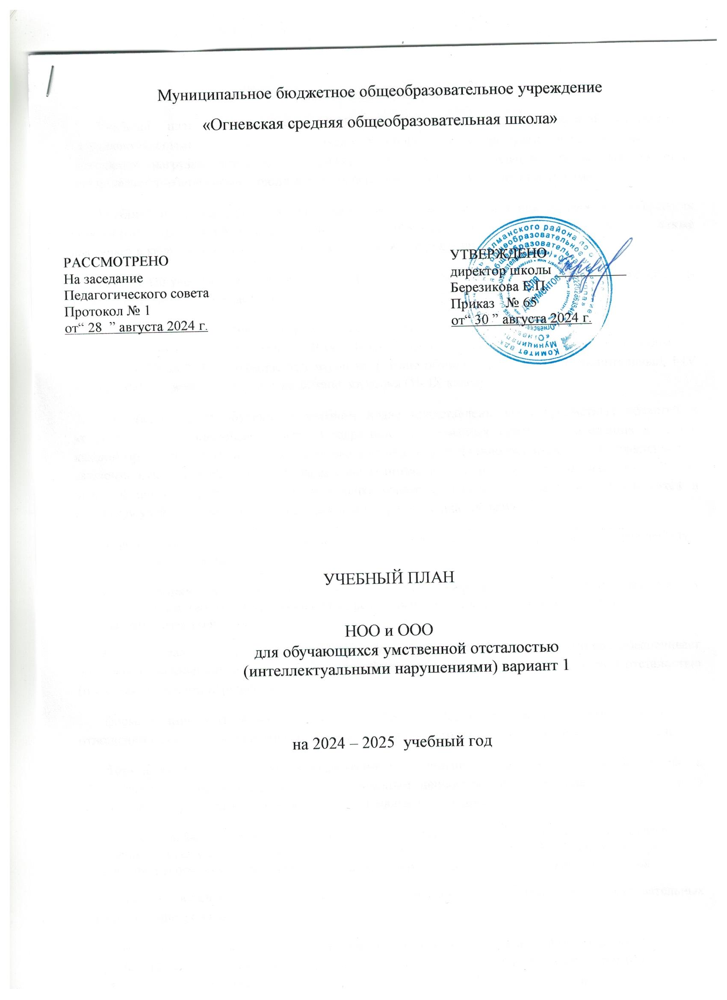 Муниципальное бюджетное общеобразовательное учреждение
«Огневская средняя общеобразовательная школа»
РАССМОТРЕНО
На заседание
Педагогического совета
Протокол № 1
от“ 28 ” августа 2024 г.
УТВЕРЖДЕНО
директор школы
Березикова Е.П.
Приказ № 65
от“ 30 ” августа 2024 г.
для
документов
УЧЕБНЫЙ ПЛАН
НОО и ООО
для обучающихся умственной отсталостью
(интеллектуальными нарушениями) вариант 1
на 2024 – 2025 учебный год